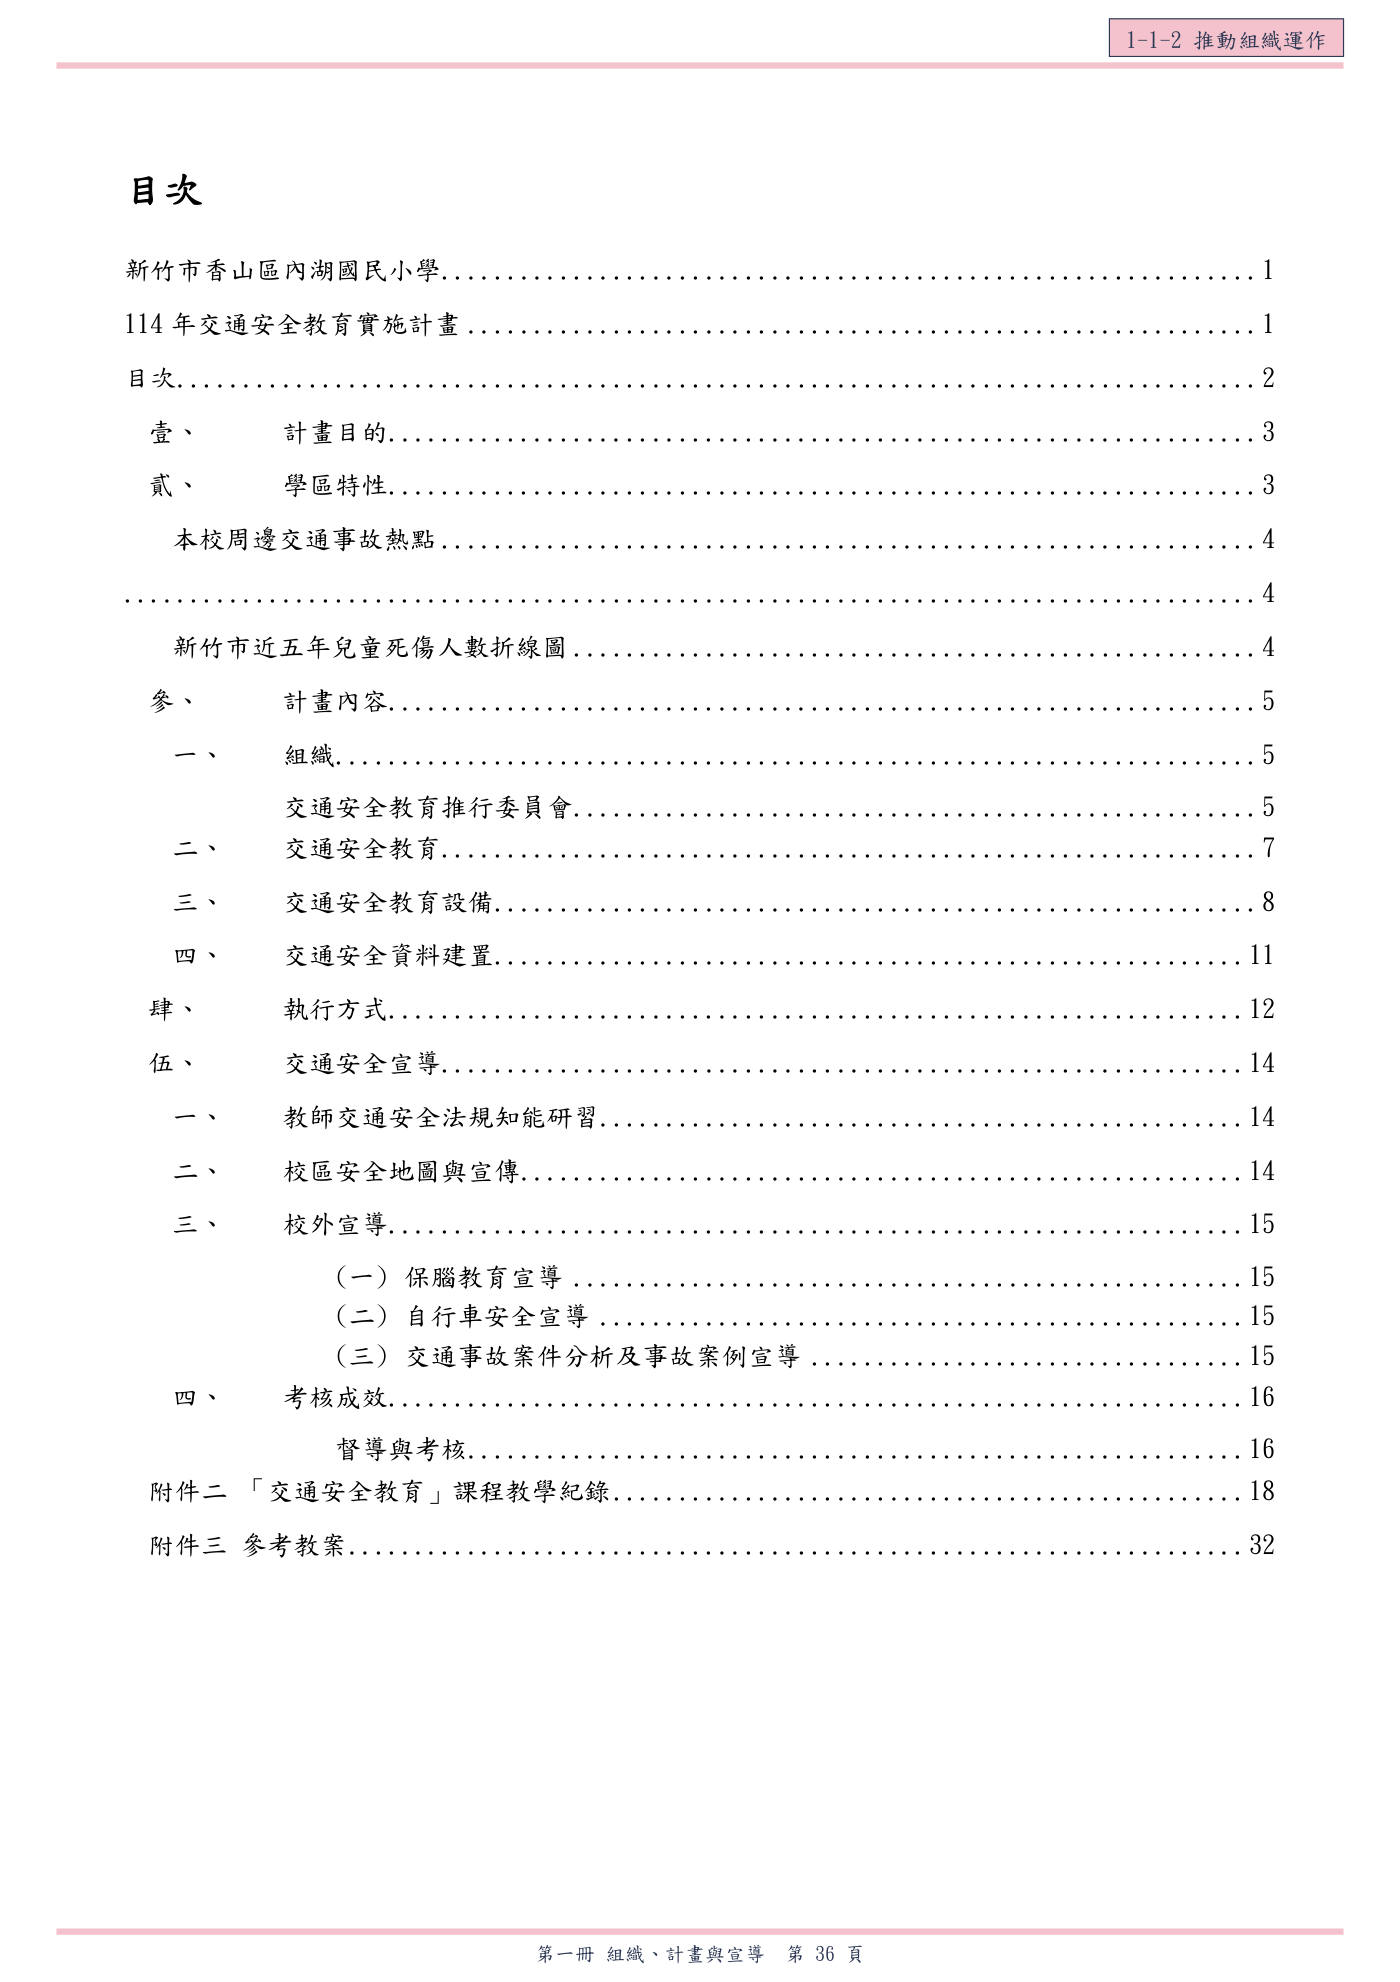 1-1-2 推動組織運作
目次
新竹市香山區內湖國民小學..............................................................1
114 年交通安全教育實施計畫............................................................1
目次..................................................................................2
壹、 計畫目的..................................................................3
貳、 學區特性..................................................................3
本校周邊交通事故熱點..............................................................4
......................................................................................4
新竹市近五年兒童死傷人數折線圖....................................................4
參、 計畫內容..................................................................5
一、 組織......................................................................5
交通安全教育推行委員會....................................................5
二、 交通安全教育..............................................................7
三、 交通安全教育設備..........................................................8
四、 交通安全資料建置.........................................................11
肆、 執行方式.................................................................12
伍、 交通安全宣導.............................................................14
一、 教師交通安全法規知能研習.................................................14
二、 校區安全地圖與宣傳.......................................................14
三、 校外宣導.................................................................15
（一）保腦教育宣導...................................................15
（二）自行車安全宣導.................................................15
（三）交通事故案件分析及事故案例宣導.................................15
四、 考核成效.................................................................16
督導與考核...........................................................16
附件二 「交通安全教育」課程教學紀錄................................................18
附件三 參考教案....................................................................32
第一冊 組織、計畫與宣導 第 36 頁